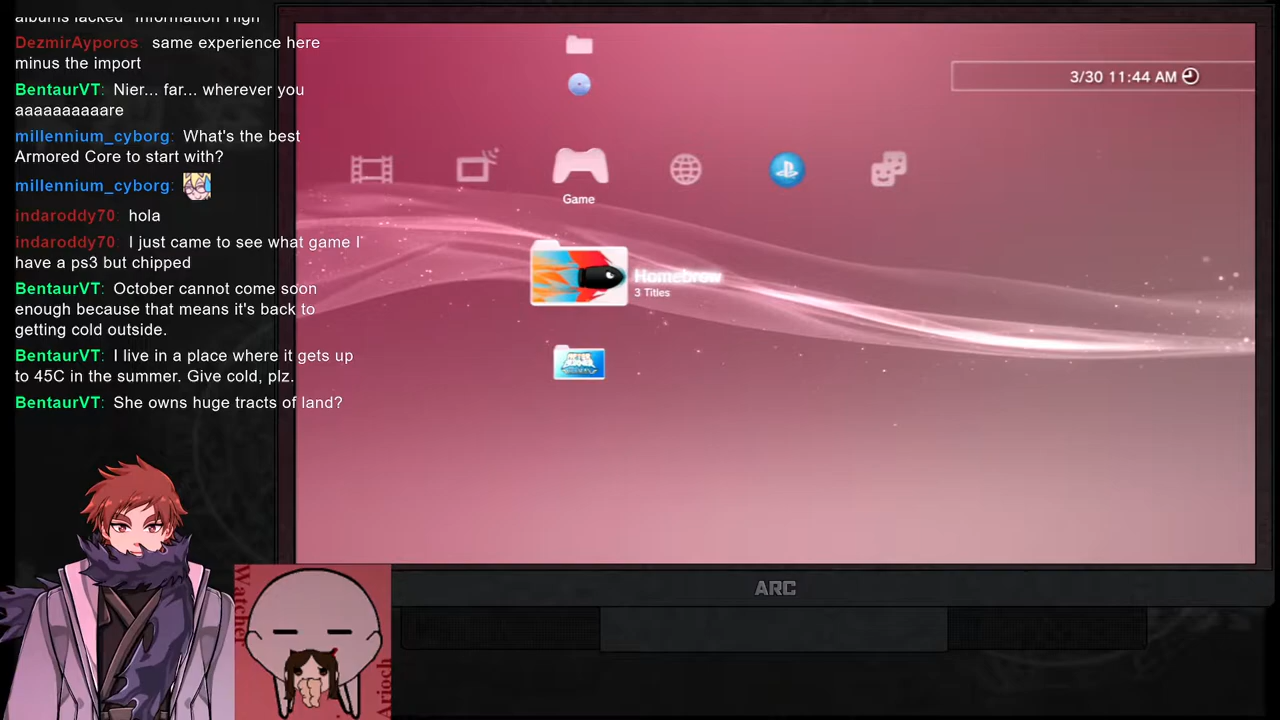 albums lacked "Information High"
DezmirAyporos: same experience here
minus the import
BentaurVT: Nier... far... wherever you
aaaaaaaaaare
millennium_cyborg: What's the best
Armored Core to start with?
millennium_cyborg:
indaroddy70: hola
indaroddy70: I just came to see what game I
have a ps3 but chipped
BentaurVT: October cannot come soon
enough because that means it's back to
getting cold outside.
BentaurVT: I live in a place where it gets up
to 45C in the summer. Give cold, plz.
BentaurVT: She owns huge tracts of land?
3/30 11:44 AM
Game
Homebrew
3 Titles
ARC
Watcher
Arioch